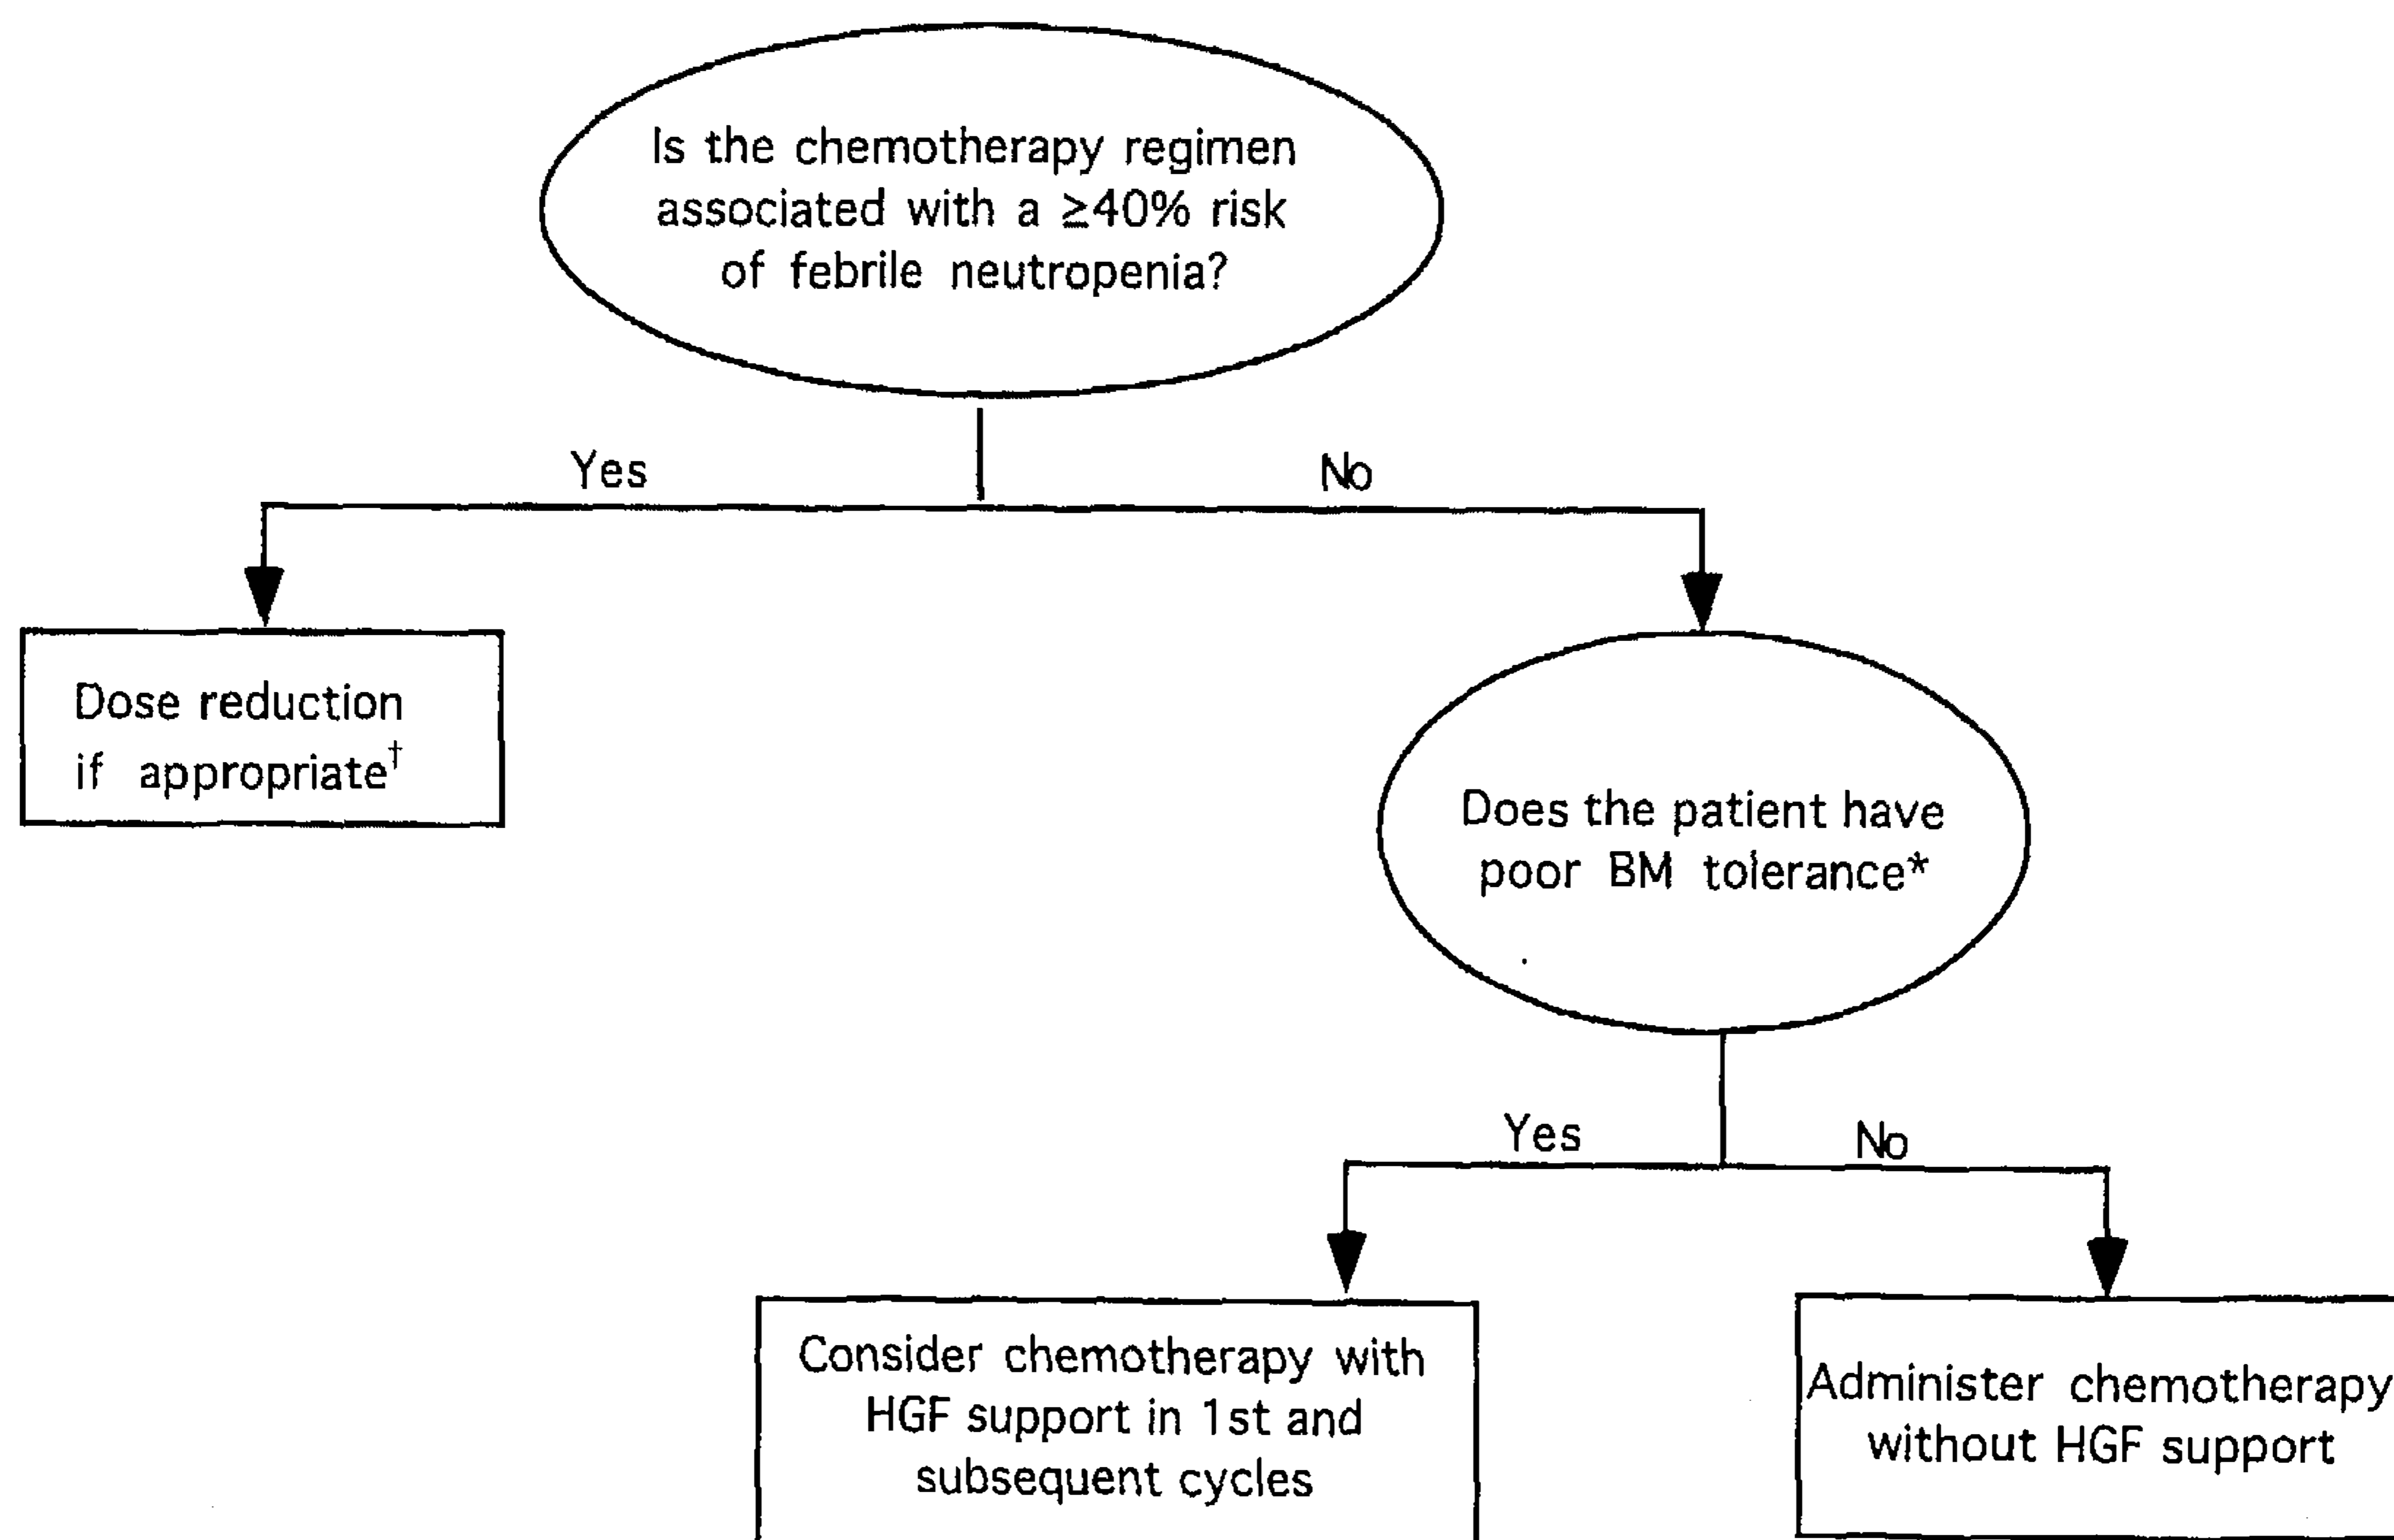 Is the chemotherapy regimen
associated with a ≥40% risk
of febrile neutropenia?
Yes
No
Dose reduction
if appropriate†
Does the patient have
poor BM tolerance*
Yes
No
Consider chemotherapy with
HGF support in 1st and
subsequent cycles
Administer chemotherapy
without HGF support